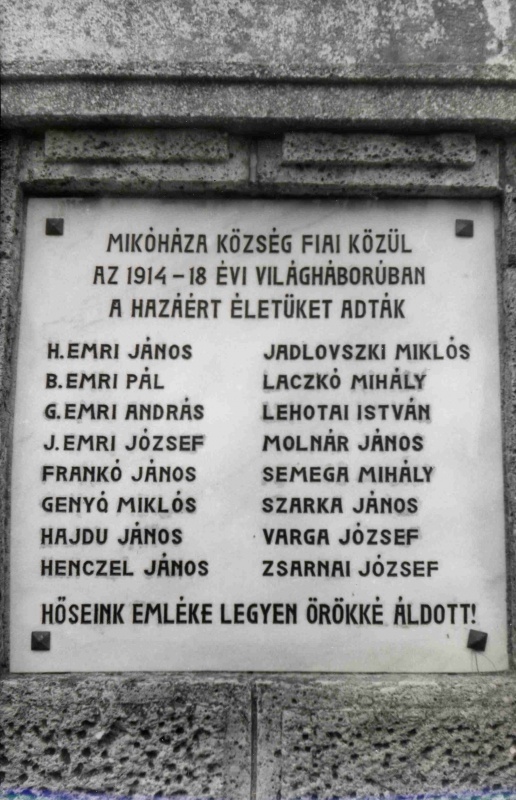 MIKÓHÁZA KÖZSÉG FIAI KÖZÜL
AZ 1914-18 ÉVI VILÁGHÁBORÚBAN
A HAZÁÉRT ÉLETÜKET ADTÁK
H. EMRI JÁNOS
B. EMRI PÁL
G. EMRI ANDRÁS
J. EMRI JÓZSEF
FRANKÓ JÁNOS
GENYÓ MIKLÓS
HAJDU JÁNOS
HENCZEL JÁNOS
JADLOVSZKI MIKLÓS
LACZKÓ MIHÁLY
LEHOTAI ISTVÁN
MOLNÁR JÁNOS
SEMEGA MIHÁLY
SZARKA JÁNOS
VARGA JÓZSEF
ZSARNAI JÓZSEF
HŐSEINK EMLÉKE LEGYEN ÖRÖKKÉ ÁLDOTT!